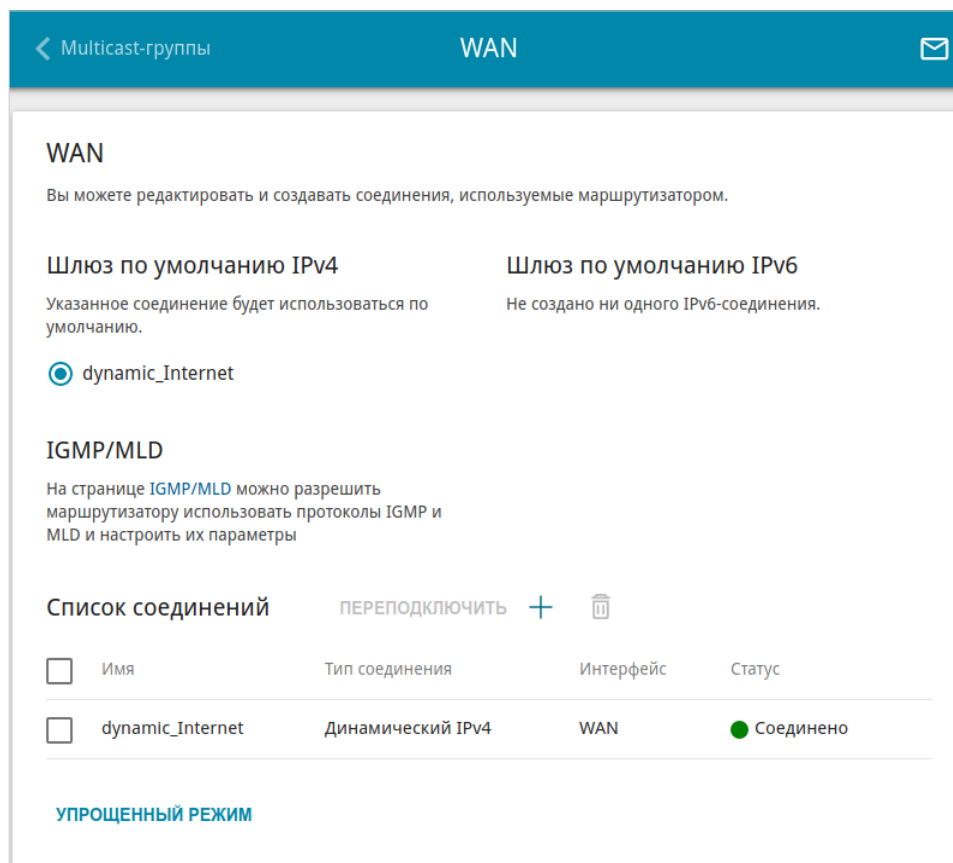 Multicast-группы
WAN
WAN
Вы можете редактировать и создавать соединения, используемые маршрутизатором.
Шлюз по умолчанию IPv4
Указанное соединение будет использоваться по
умолчанию.
dynamic_Internet
Шлюз по умолчанию IPv6
Не создано ни одного IPv6-соединения.
IGMP/MLD
На странице IGMP/MLD можно разрешить
маршрутизатору использовать протоколы IGMP и
MLD и настроить их параметры
Список соединений ПЕРЕПОДКЛЮЧИТЬ
Имя Тип соединения Интерфейс Статус
dynamic_Internet Динамический IPv4 WAN Соединено
УПРОЩЕННЫЙ РЕЖИМ